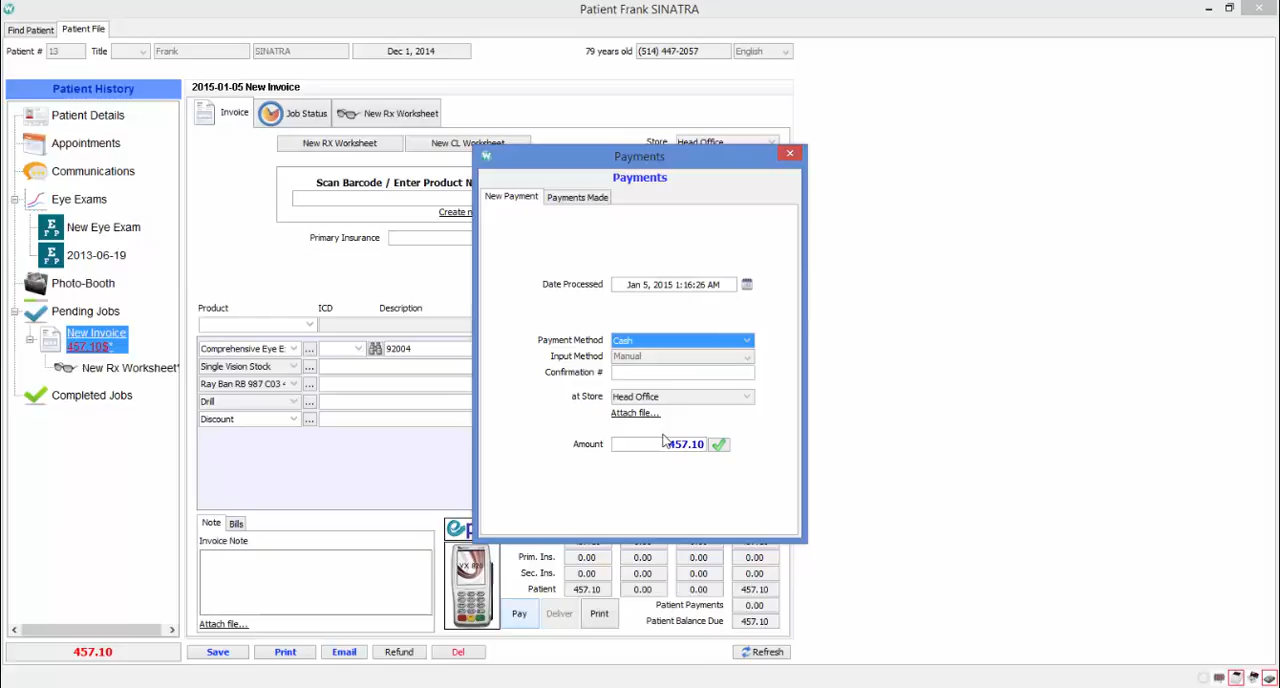 Patient Frank SINATRA
Find Patient Patient File
Patient # 13 Title Frank SINATRA Dec 1, 2014 79 years old (514) 447-2057 English
Patient History
Patient Details
Appointments
Communications
Eye Exams
New Eye Exam
2013-06-19
Photo-Booth
Pending Jobs
New Invoice
457.10$
New Rx Worksheet*
Completed Jobs
457.10
2015-01-05 New Invoice
Invoice Job Status New Rx Worksheet
New RX Worksheet New CL Worksheet Store Head Office
Scan Barcode / Enter Product N
Create n
Primary Insurance
Product ICD Description
Comprehensive Eye E: ... 92004
Single Vision Stock ...
Ray Ban RB 987 C03 ...
Drill ...
Discount ...
Payments
Payments
New Payment Payments Made
Date Processed Jan 5, 2015 1:16:26 AM
Payment Method Cash
Input Method Manual
Confirmation #
at Store Head Office
Attach file...
Amount 457.10
Note Bills
Invoice Note
Attach file...
Prim. Ins. 0.00 0.00 0.00 0.00
Sec. Ins. 0.00 0.00 0.00 0.00
Patient 457.10 0.00 0.00 457.10
Patient Payments 0.00
Patient Balance Due 457.10
Pay Deliver Print
Save Print Email Refund Del Refresh